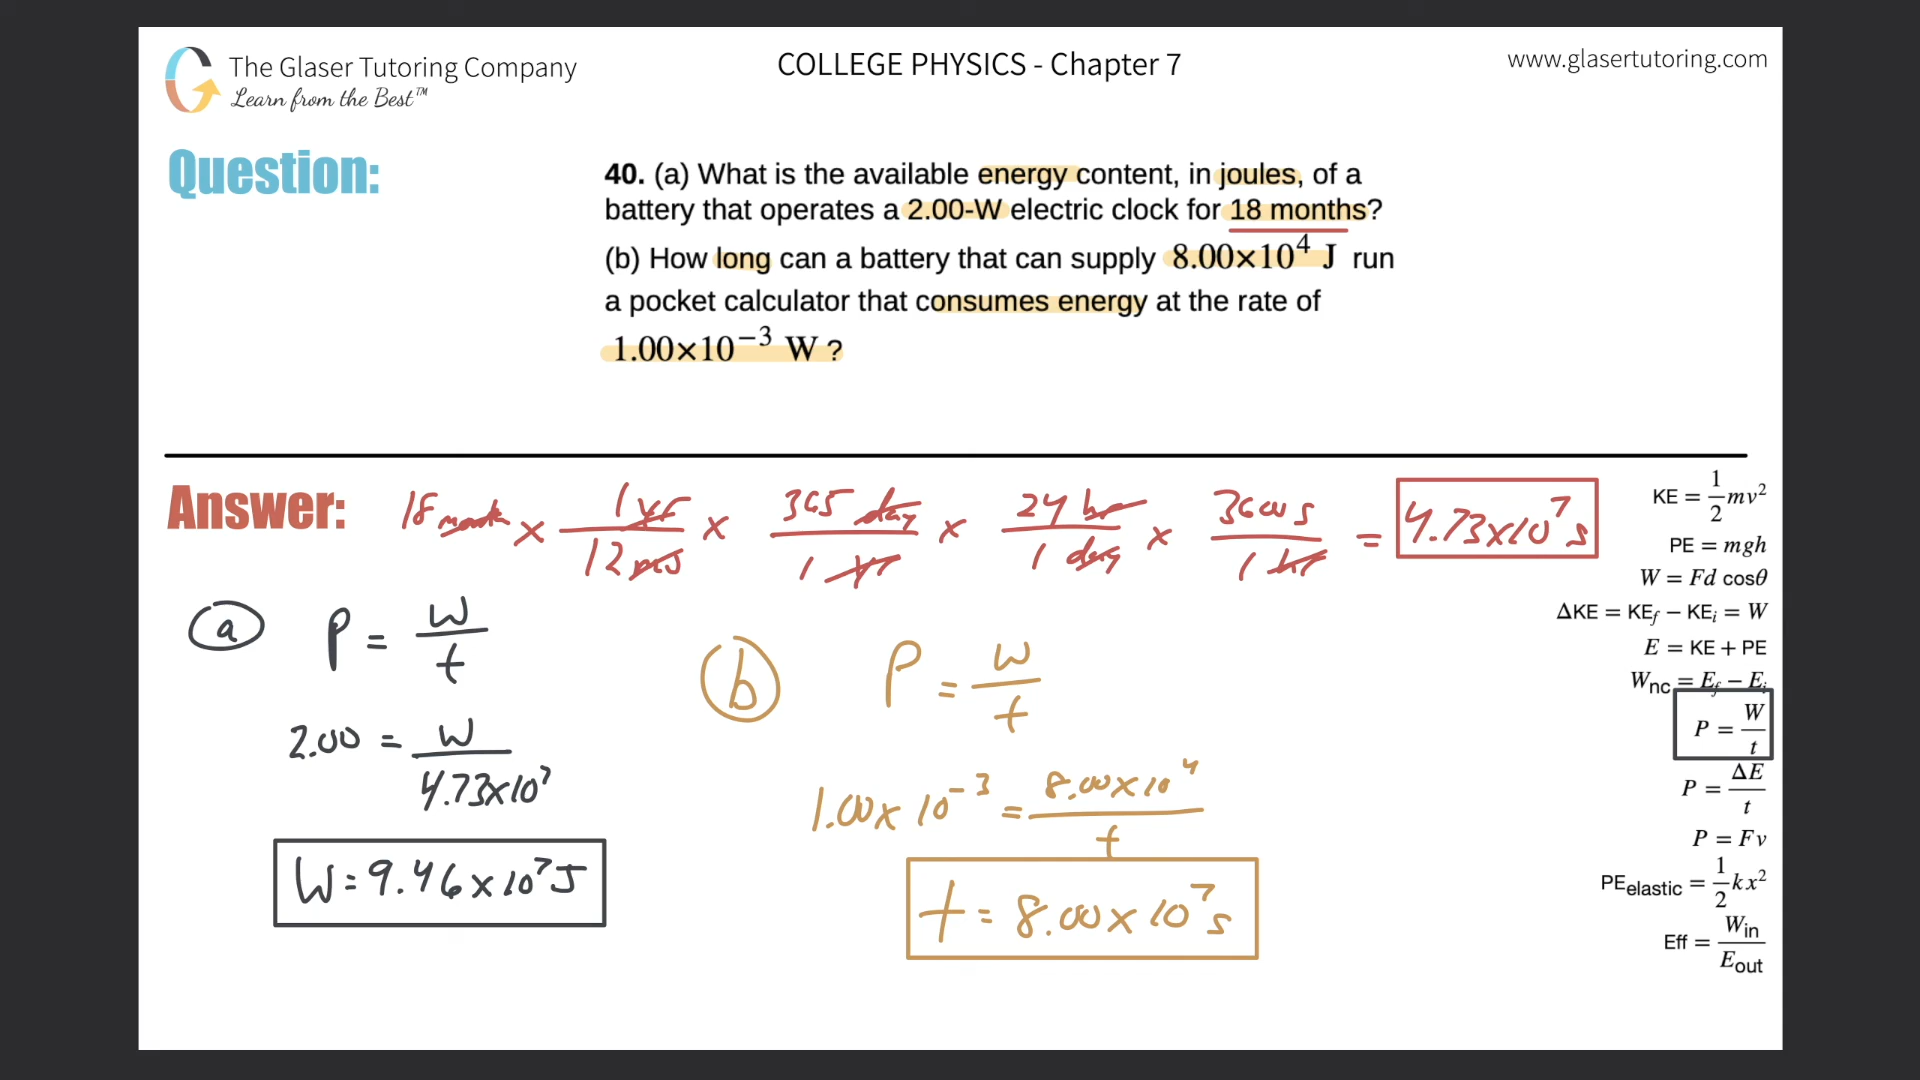 The Glaser Tutoring Company
Learn from the Best™
COLLEGE PHYSICS - Chapter 7
www.glasertutoring.com
Question:
40. (a) What is the available energy content, in joules, of a
battery that operates a 2.00-W electric clock for 18 months?
(b) How long can a battery that can supply 8.00×10⁴ J run
a pocket calculator that consumes energy at the rate of
1.00×10⁻³ W ?
Answer:
18 month × 1 yr / 12 mos × 365 day / 1 yr × 24 hr / 1 day × 3600 s / 1 hr = 4.73×10⁷ s
a P = W / t
2.00 = W / 4.73×10⁷
W = 9.46 × 10⁷ J
b P = W / t
1.00 × 10⁻³ = 8.00 × 10⁴ / t
t = 8.00 × 10⁷ s
KE = 1/2 mv²
PE = mgh
W = Fd cosθ
ΔKE = KE_f − KE_i = W
E = KE + PE
W_nc = E_f − E_i
P = W / t
P = ΔE / t
P = Fv
PE_elastic = 1/2 kx²
Eff = W_in / E_out